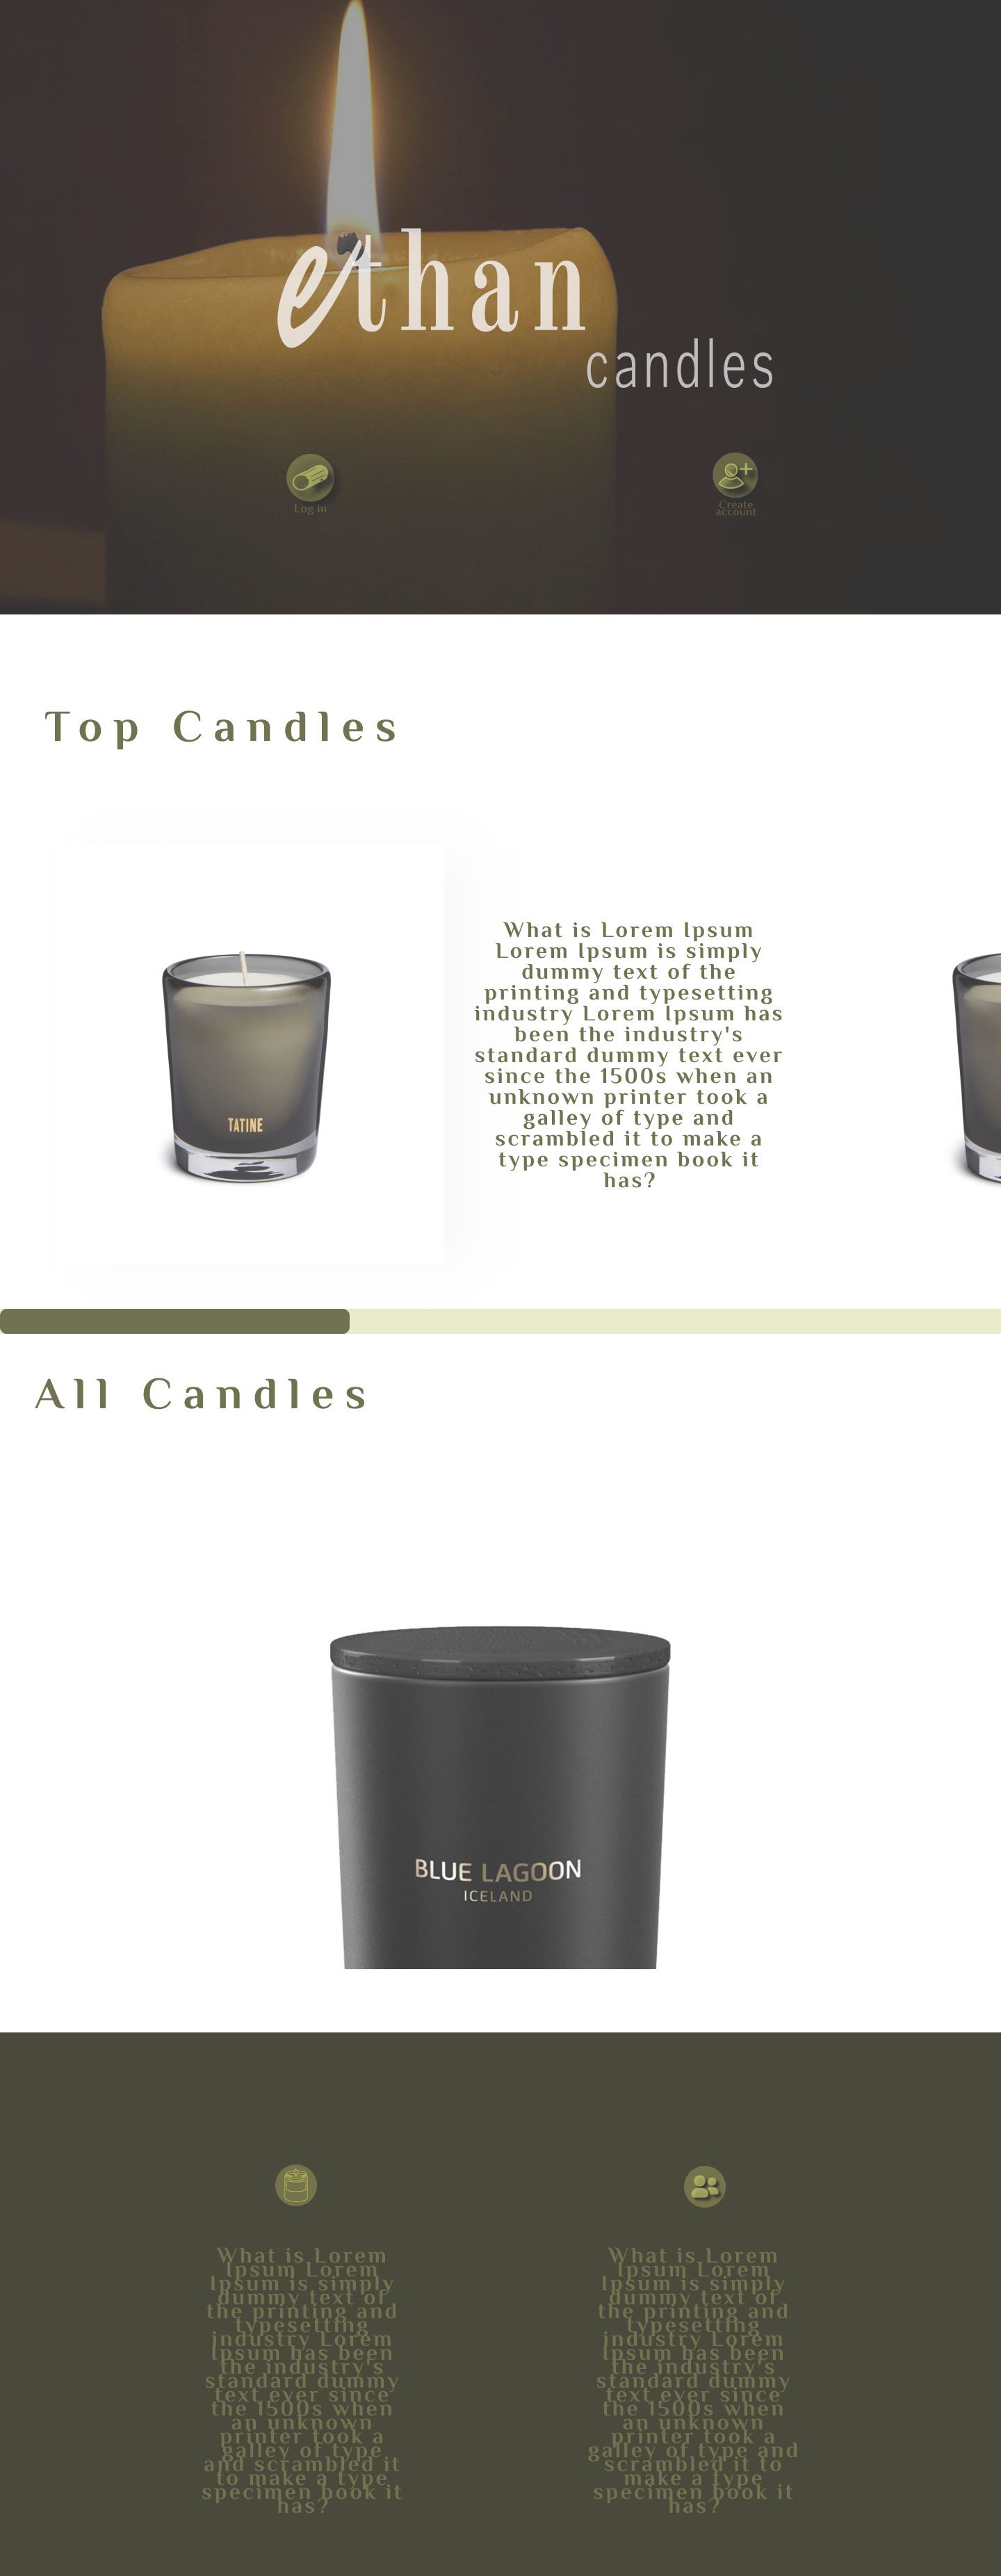 ethan
candles
Log in
Create
account
Top Candles
TATINE
What is Lorem Ipsum
Lorem Ipsum is simply
dummy text of the
printing and typesetting
industry Lorem Ipsum has
been the industry's
standard dummy text ever
since the 1500s when an
unknown printer took a
galley of type and
scrambled it to make a
type specimen book it
has?
All Candles
BLUE LAGOON
ICELAND
What is Lorem
Ipsum Lorem
Ipsum is simply
dummy text of
the printing and
typesetting
industry Lorem
Ipsum has been
the industry's
standard dummy
text ever since
the 1500s when
an unknown
printer took a
galley of type
and scrambled it
to make a type
specimen book it
has?
What is Lorem
Ipsum Lorem
Ipsum is simply
dummy text of
the printing and
typesetting
industry Lorem
Ipsum has been
the industry's
standard dummy
text ever since
the 1500s when
an unknown
printer took a
galley of type and
scrambled it to
make a type
specimen book it
has?